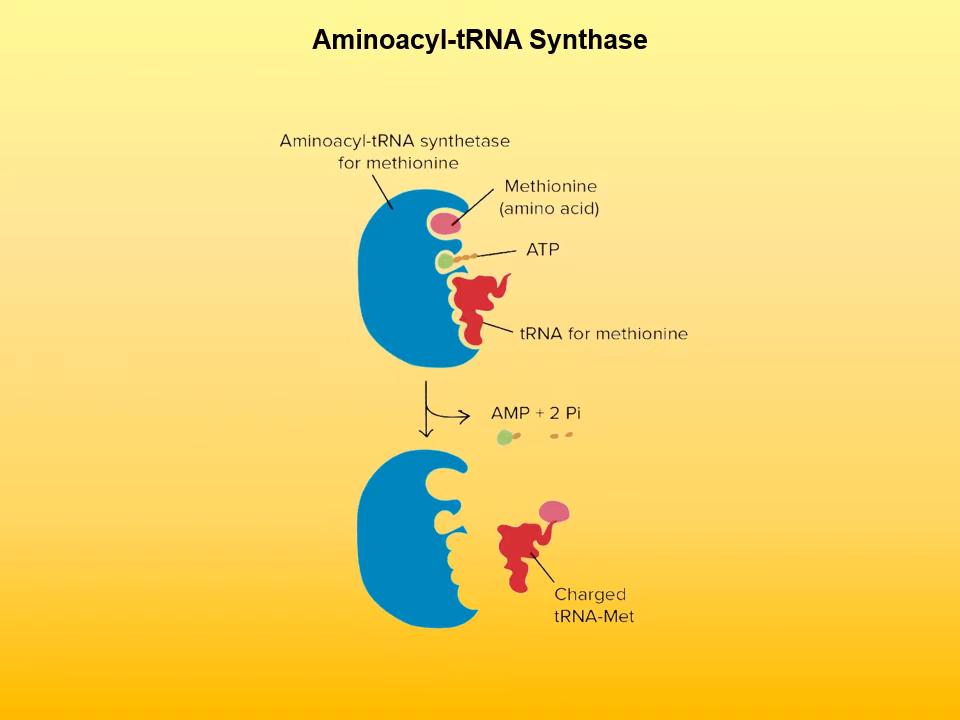 Aminoacyl-tRNA Synthase
Aminoacyl-tRNA synthetase
for methionine
Methionine
(amino acid)
ATP
tRNA for methionine
AMP + 2 Pi
Charged
tRNA-Met